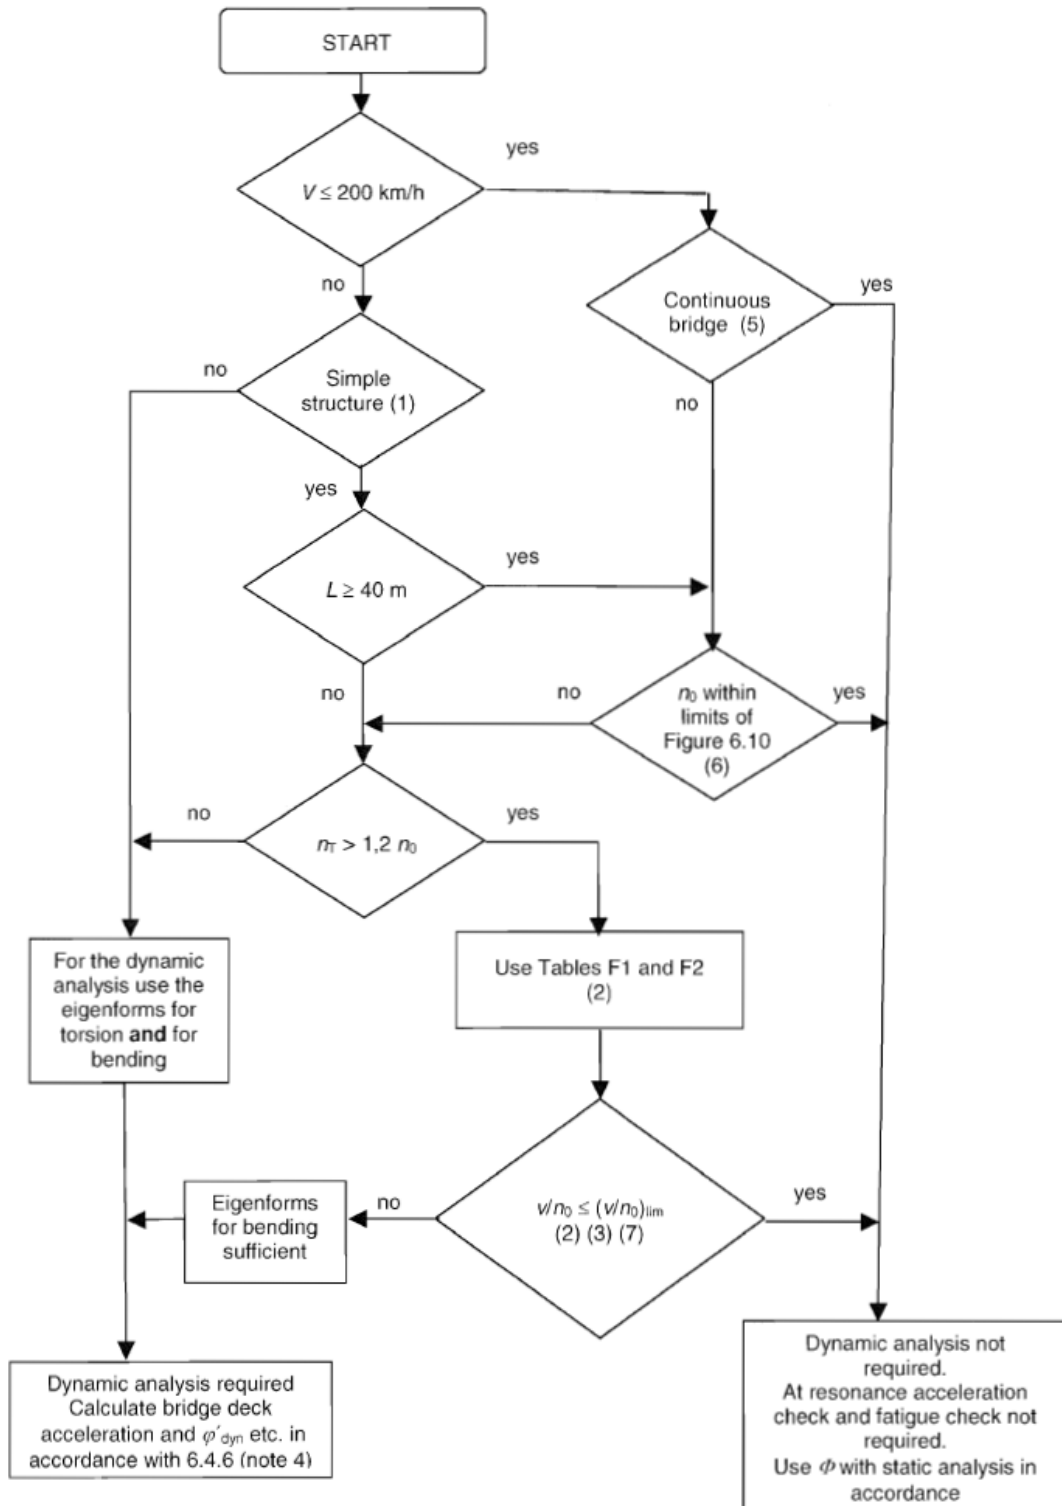 START
yes
V ≤ 200 km/h
no
Continuous
bridge (5)
yes
no
Simple
structure (1)
no
yes
L ≥ 40 m
yes
no
no
n₀ within
limits of
Figure 6.10
(6)
yes
no
nT > 1,2 n₀
yes
For the dynamic
analysis use the
eigenforms for
torsion and for
bending
Use Tables F1 and F2
(2)
Eigenforms
for bending
sufficient
no
v/n₀ ≤ (v/n₀)lim
(2) (3) (7)
yes
Dynamic analysis required
Calculate bridge deck
acceleration and φ′dyn etc. in
accordance with 6.4.6 (note 4)
Dynamic analysis not
required.
At resonance acceleration
check and fatigue check not
required.
Use Φ with static analysis in
accordance